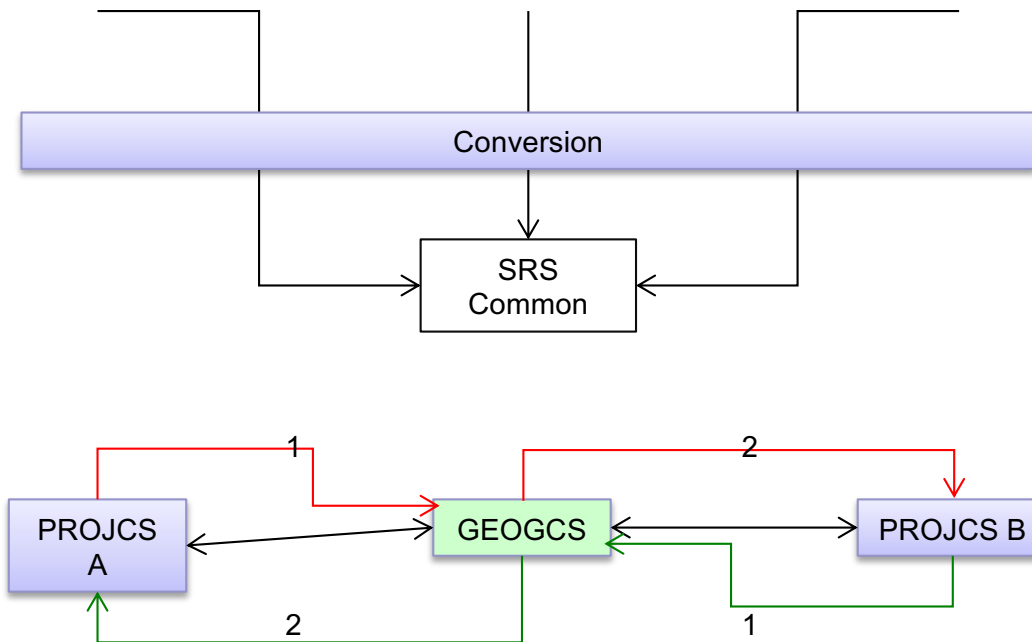 Conversion
SRS
Common
1
2
PROJCS
A
GEOGCS
PROJCS B
2
1